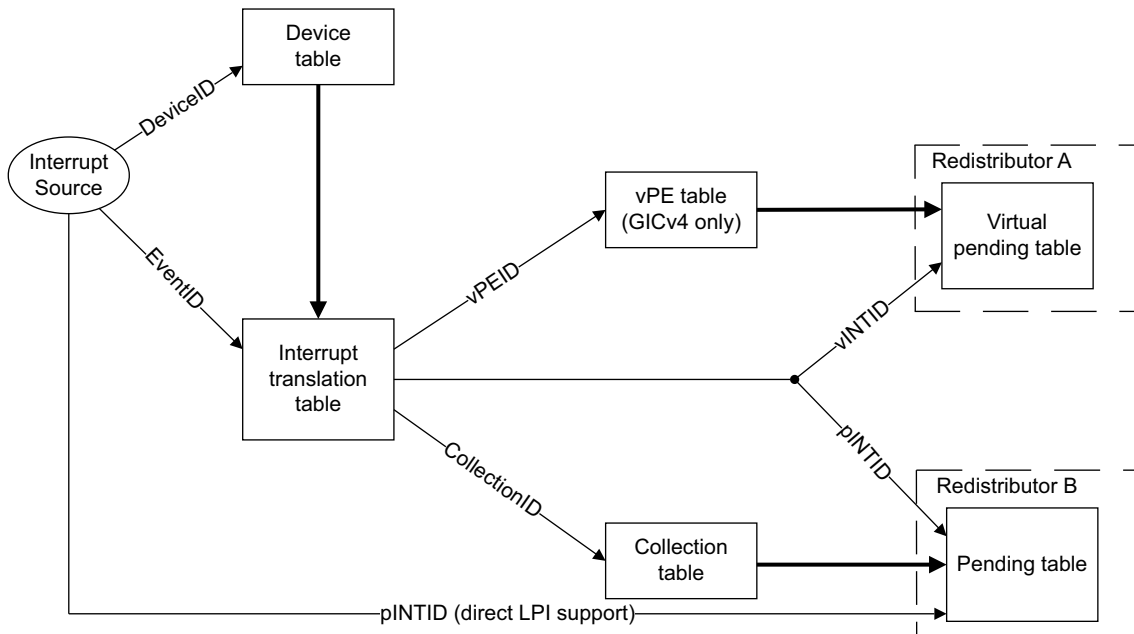 Device
table
DeviceID
Interrupt
Source
EventID
Redistributor A
vPE table
(GICv4 only)
Virtual
pending table
vPEID
vINTID
Interrupt
translation
table
pINTID
CollectionID
Redistributor B
Collection
table
Pending table
pINTID (direct LPI support)